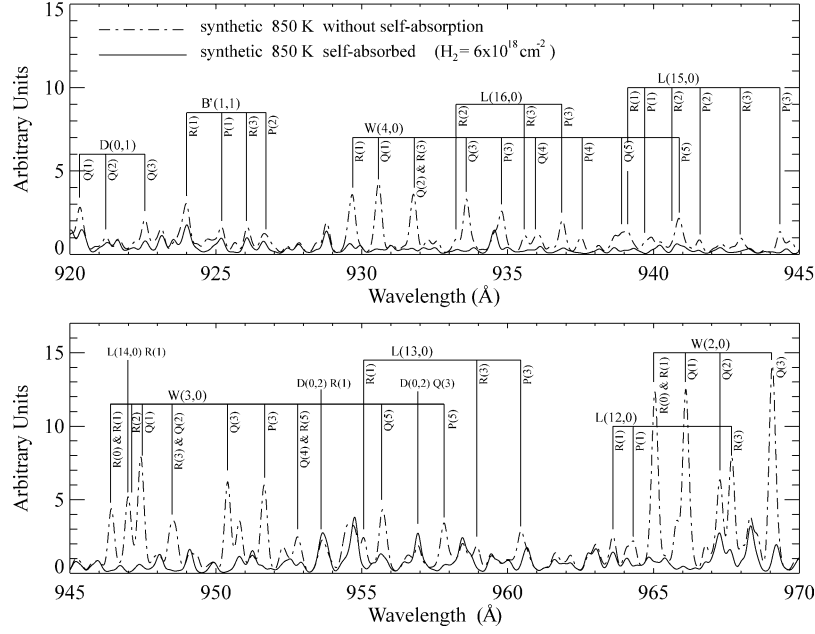 15
10
5
0
Arbitrary Units
synthetic 850 K without self-absorption
synthetic 850 K self-absorbed (H₂= 6x10¹⁸cm⁻²)
D(0,1)
Q(1)
Q(2)
Q(3)
B'(1,1)
R(1)
P(1)
R(3)
P(2)
W(4,0)
R(1)
Q(1)
Q(2) & R(3)
Q(3)
P(3)
Q(4)
P(4)
Q(5)
P(5)
L(16,0)
R(2)
R(3)
P(3)
L(15,0)
R(1)
P(1)
R(2)
P(2)
R(3)
P(3)
920
925
930
935
940
945
Wavelength (Å)
15
10
5
0
Arbitrary Units
L(14,0) R(1)
W(3,0)
R(0) & R(1)
R(2)
Q(1)
R(3) & Q(2)
Q(3)
P(3)
Q(4) & R(5)
Q(5)
P(5)
D(0,2) R(1)
L(13,0)
R(1)
R(3)
P(3)
D(0,2) Q(3)
L(12,0)
R(1)
P(1)
R(3)
W(2,0)
R(0) & R(1)
Q(1)
Q(2)
Q(3)
945
950
955
960
965
970
Wavelength (Å)